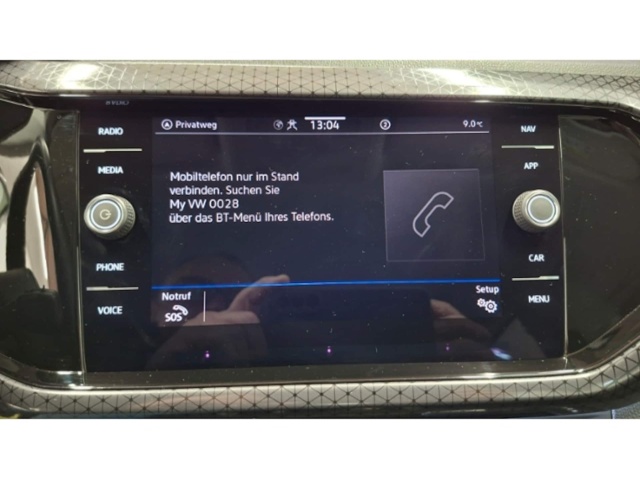 RADIO
MEDIA
PHONE
VOICE
Privatweg
13:04
2
9.0°C
Mobiltelefon nur im Stand
verbinden. Suchen Sie
My VW 0028
über das BT-Menü Ihres Telefons.
Notruf
SOS
Setup
NAV
APP
CAR
MENU